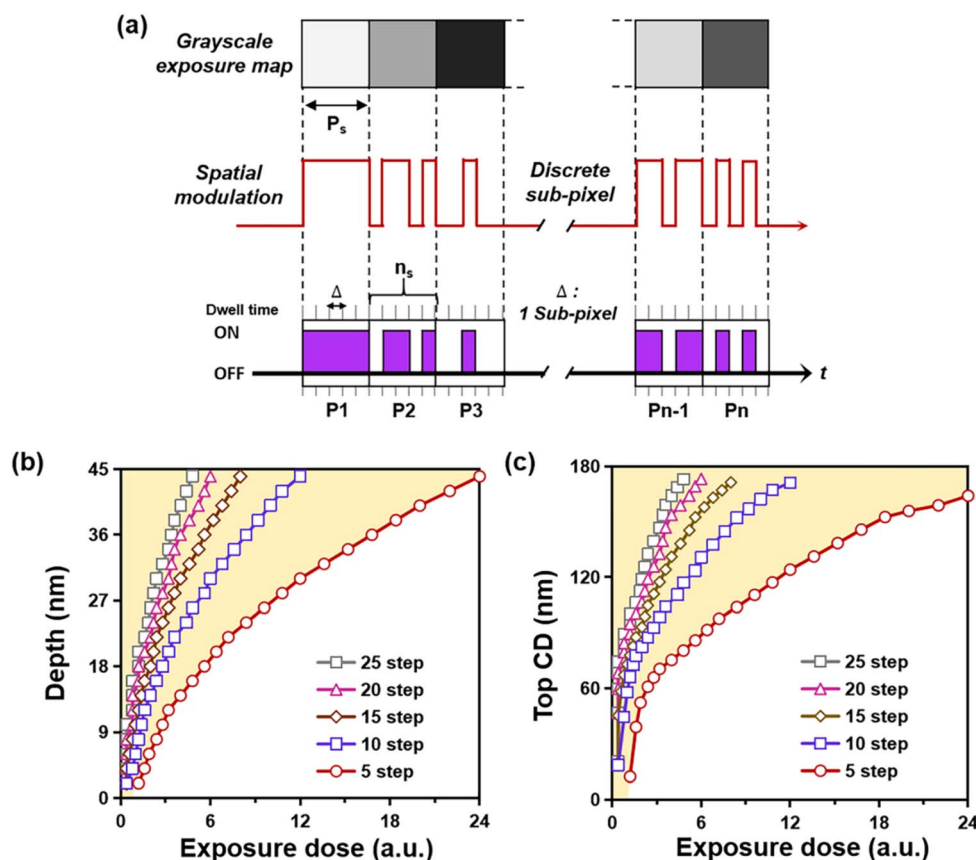 (a)
Grayscale
exposure map
Ps
Spatial
modulation
Discrete
sub-pixel
Δ
ns
Δ :
1 Sub-pixel
Dwell time
ON
OFF
t
P1 P2 P3 Pn-1 Pn
(b)
Depth (nm)
45
36
27
18
9
0
25 step
20 step
15 step
10 step
5 step
0 6 12 18 24
Exposure dose (a.u.)
(c)
Top CD (nm)
180
120
60
0
25 step
20 step
15 step
10 step
5 step
0 6 12 18 24
Exposure dose (a.u.)